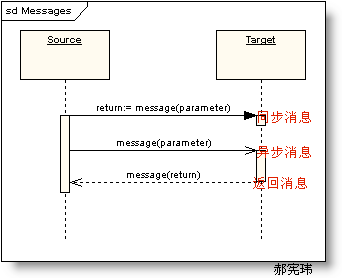 sd Messages
Source
Target
return:= message(parameter)
同步消息
message(parameter)
异步消息
message(return)
返回消息
郝宪玮